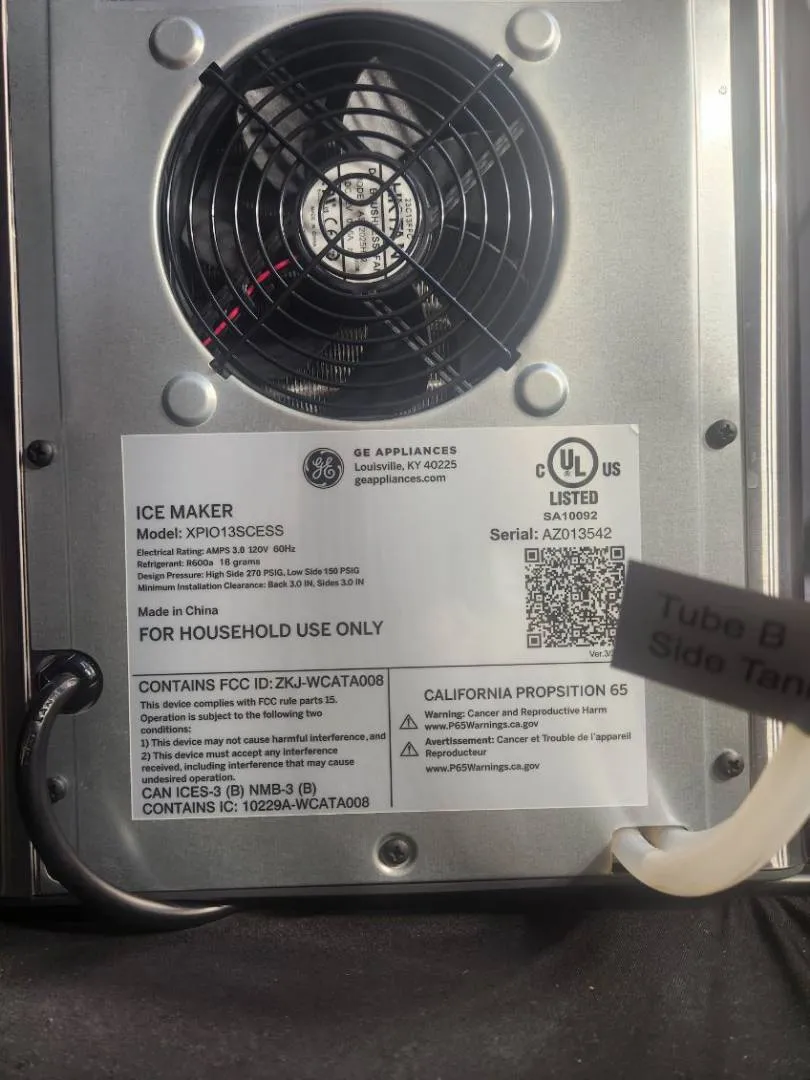 23C13FFC
GE APPLIANCES
Louisville, KY 40225
geappliances.com
C UL US
LISTED
SA10092
ICE MAKER
Model: XPIO13SCESS
Serial: AZ013542
Electrical Rating: AMPS 3.0 120V 60Hz
Refrigerant: R600a 18 grams
Design Pressure: High Side 270 PSIG, Low Side 150 PSIG
Minimum Installation Clearance: Back 3.0 IN, Sides 3.0 IN
Made in China
FOR HOUSEHOLD USE ONLY
Tube B
Side Tan
CONTAINS FCC ID: ZKJ-WCATA008
This device complies with FCC rule parts 15.
Operation is subject to the following two
conditions:
1) This device may not cause harmful interference, and
2) This device must accept any interference
received, including interference that may cause
undesired operation.
CAN ICES-3 (B) NMB-3 (B)
CONTAINS IC: 10229A-WCATA008
CALIFORNIA PROPSITION 65
Warning: Cancer and Reproductive Harm
www.P65Warnings.ca.gov
Avertissement: Cancer et Trouble de l'appareil
Reproducteur
www.P65Warnings.ca.gov